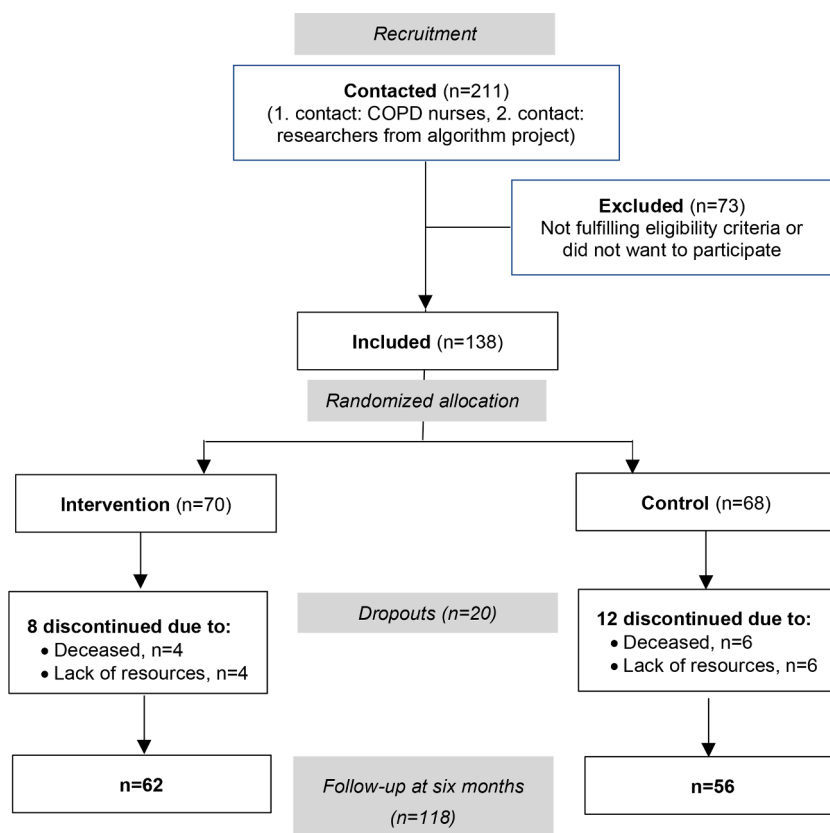 Recruitment
Contacted (n=211)
(1. contact: COPD nurses, 2. contact:
researchers from algorithm project)
Excluded (n=73)
Not fulfilling eligibility criteria or
did not want to participate
Included (n=138)
Randomized allocation
Intervention (n=70)
Control (n=68)
8 discontinued due to:
• Deceased, n=4
• Lack of resources, n=4
Dropouts (n=20)
12 discontinued due to:
• Deceased, n=6
• Lack of resources, n=6
n=62
Follow-up at six months
(n=118)
n=56